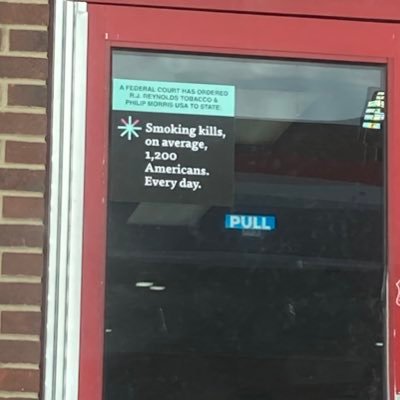 A FEDERAL COURT HAS ORDERED
R.J. REYNOLDS TOBACCO &
PHILIP MORRIS USA TO STATE:
Smoking kills,
on average,
1,200
Americans.
Every day.
PULL